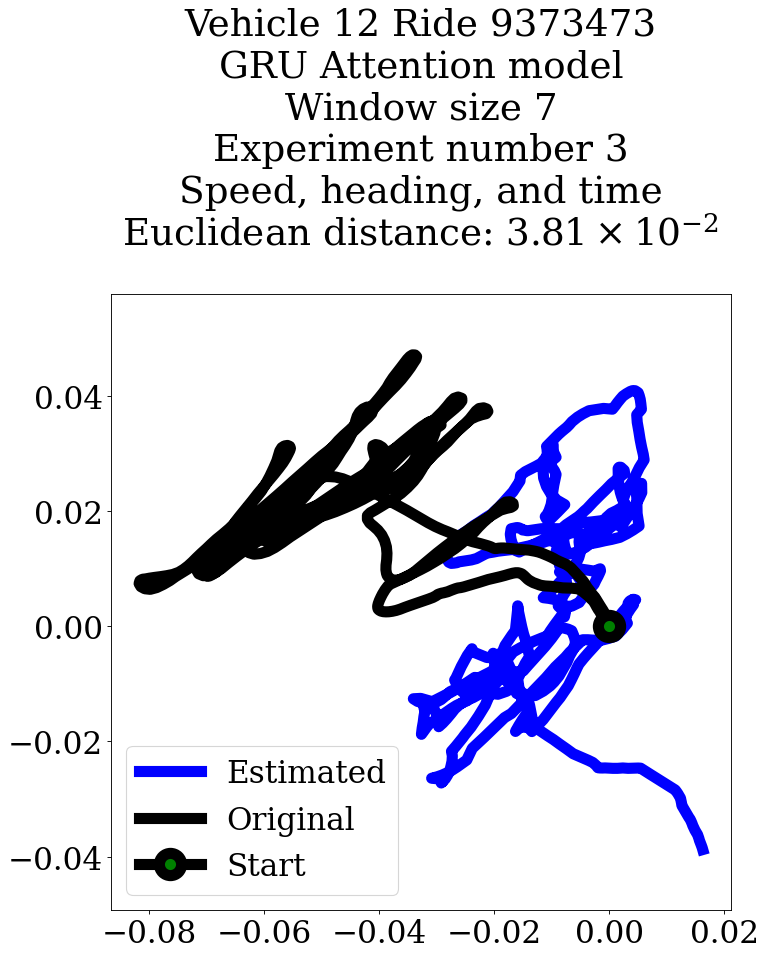 Vehicle 12 Ride 9373473
GRU Attention model
Window size 7
Experiment number 3
Speed, heading, and time
Euclidean distance: 3.81 × 10⁻²
0.04
0.02
0.00
−0.02
−0.04
Estimated
Original
Start
−0.08 −0.06 −0.04 −0.02 0.00 0.02